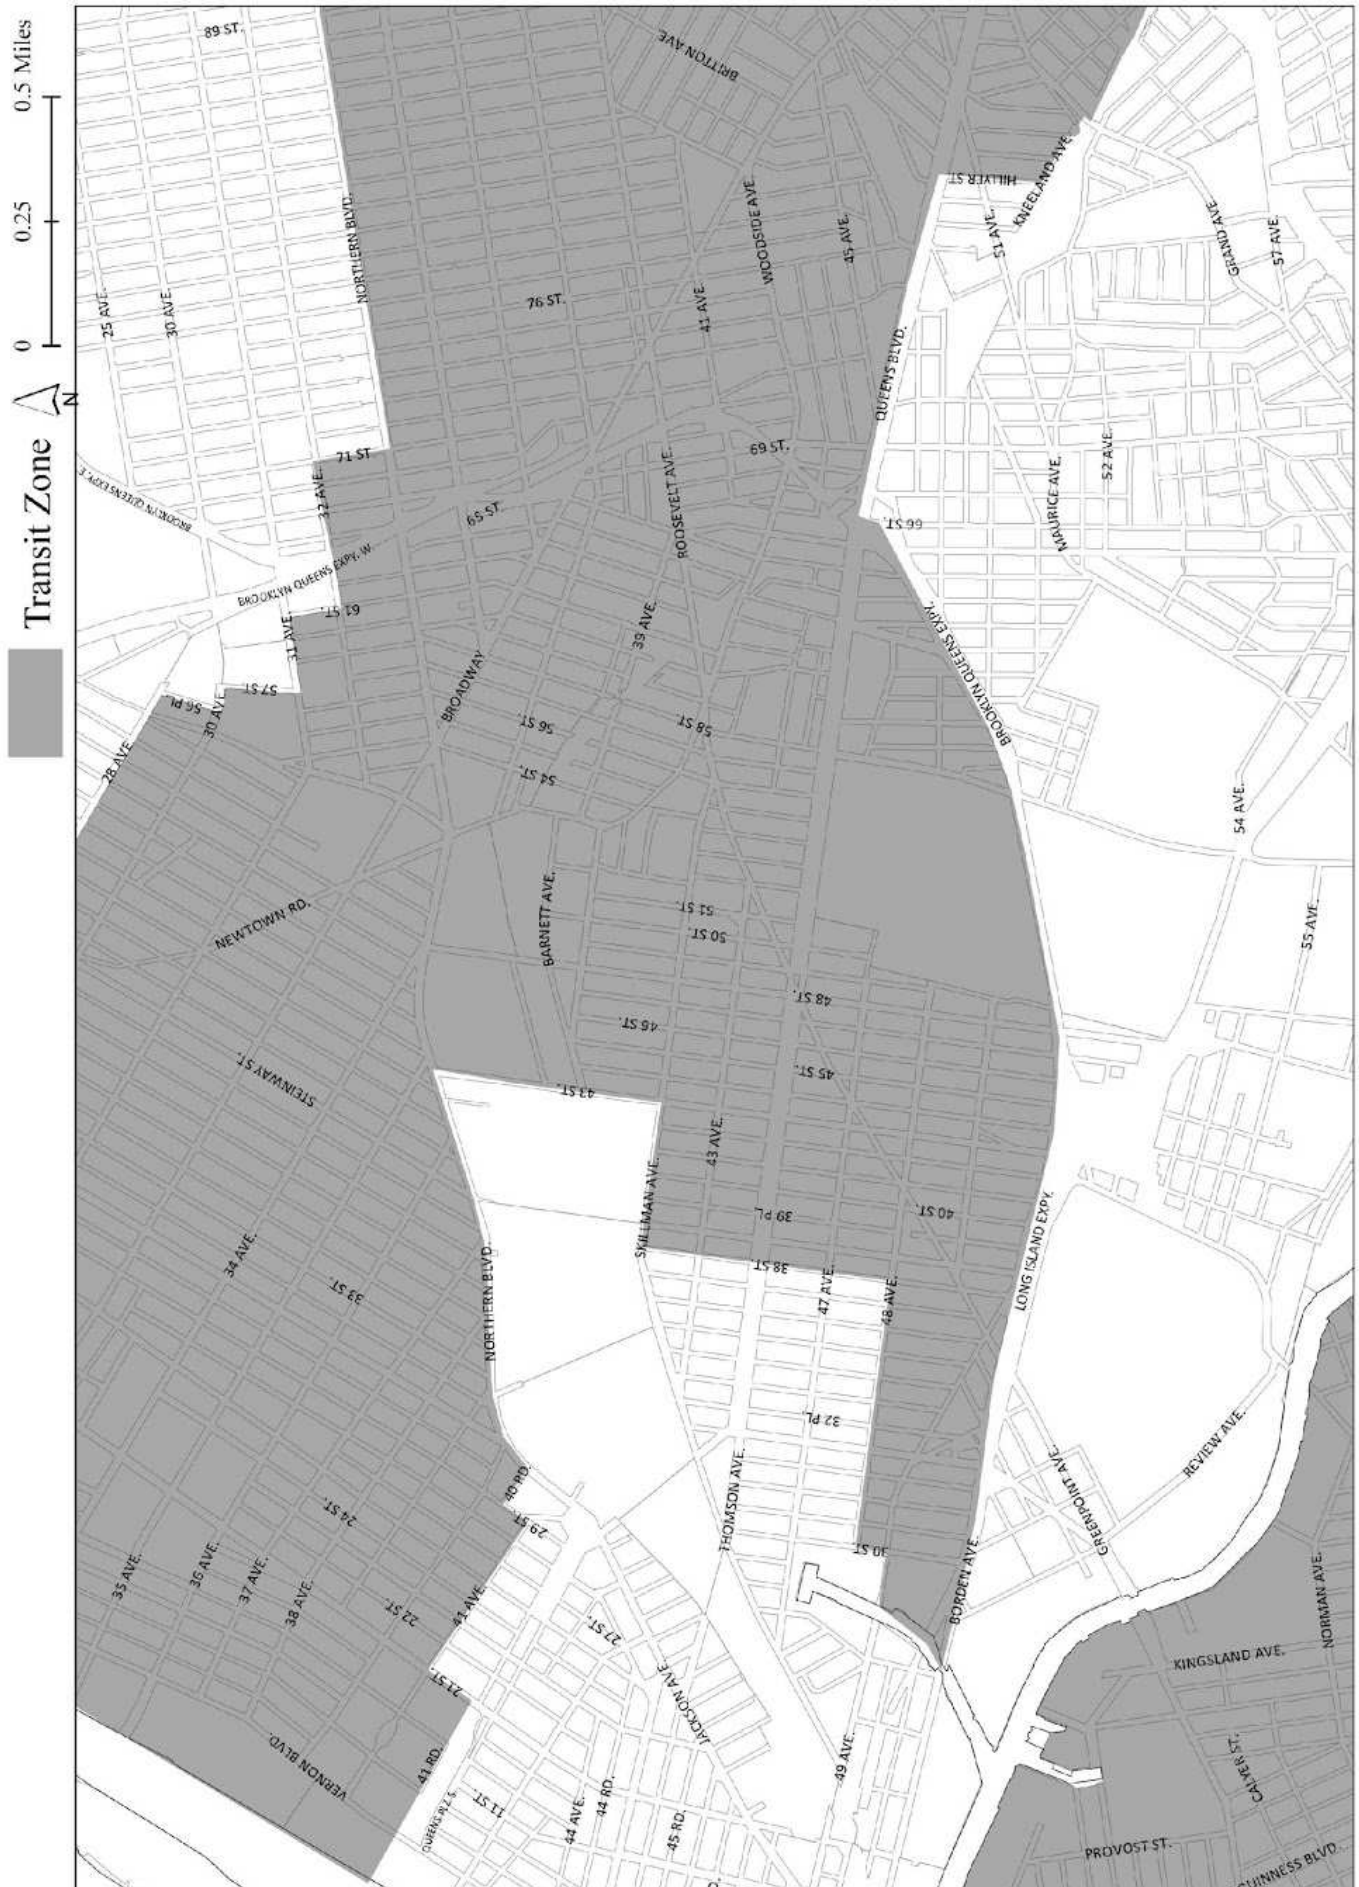 0 0.25 0.5 Miles
N
Transit Zone
89 ST.
BRITTON AVE
NORTHERN BLVD.
HILLYER ST
KNEELAND AVE
51 AVE.
GRAND AVE
57 AVE.
25 AVE.
30 AVE.
76 ST.
41 AVE.
WOODSIDE AVE.
45 AVE.
QUEENS BLVD.
71 ST
32 AVE.
BROOKLYN QUEENS EXPY. E
65 ST.
ROOSEVELT AVE.
69 ST.
66 ST.
MAURICE AVE.
52 AVE.
BROOKLYN QUEENS EXPY. W.
61 ST.
31 AVE.
39 AVE.
BROOKLYN QUEENS EXPY.
57 ST
56 PL
30 AVE
28 AVE.
BROADWAY
56 ST.
58 ST.
54 ST.
54 AVE.
NEWTOWN RD.
BARNETT AVE.
51 ST.
50 ST.
55 AVE.
48 ST.
46 ST.
45 ST.
STEINWAY ST.
43 ST.
43 AVE.
SKILLMAN AVE.
39 PL
40 ST.
34 AVE.
33 ST
NORTHERN BLVD.
38 ST.
47 AVE.
48 AVE.
LONG ISLAND EXPY.
32 PL.
REVIEW AVE.
40 RD.
29 ST.
24 ST.
THOMSON AVE.
GREENPOINT AVE.
30 ST.
BORDEN AVE.
35 AVE.
36 AVE.
37 AVE.
38 AVE.
22 ST.
41 AVE.
27 ST.
NORMAN AVE.
KINGSLAND AVE.
21 ST.
JACKSON AVE.
49 AVE.
VERNON BLVD.
41 RD.
QUEENS PLZ S.
11 ST
44 AVE.
44 RD.
45 RD.
CALYER ST.
PROVOST ST.
GUINNESS BLVD.